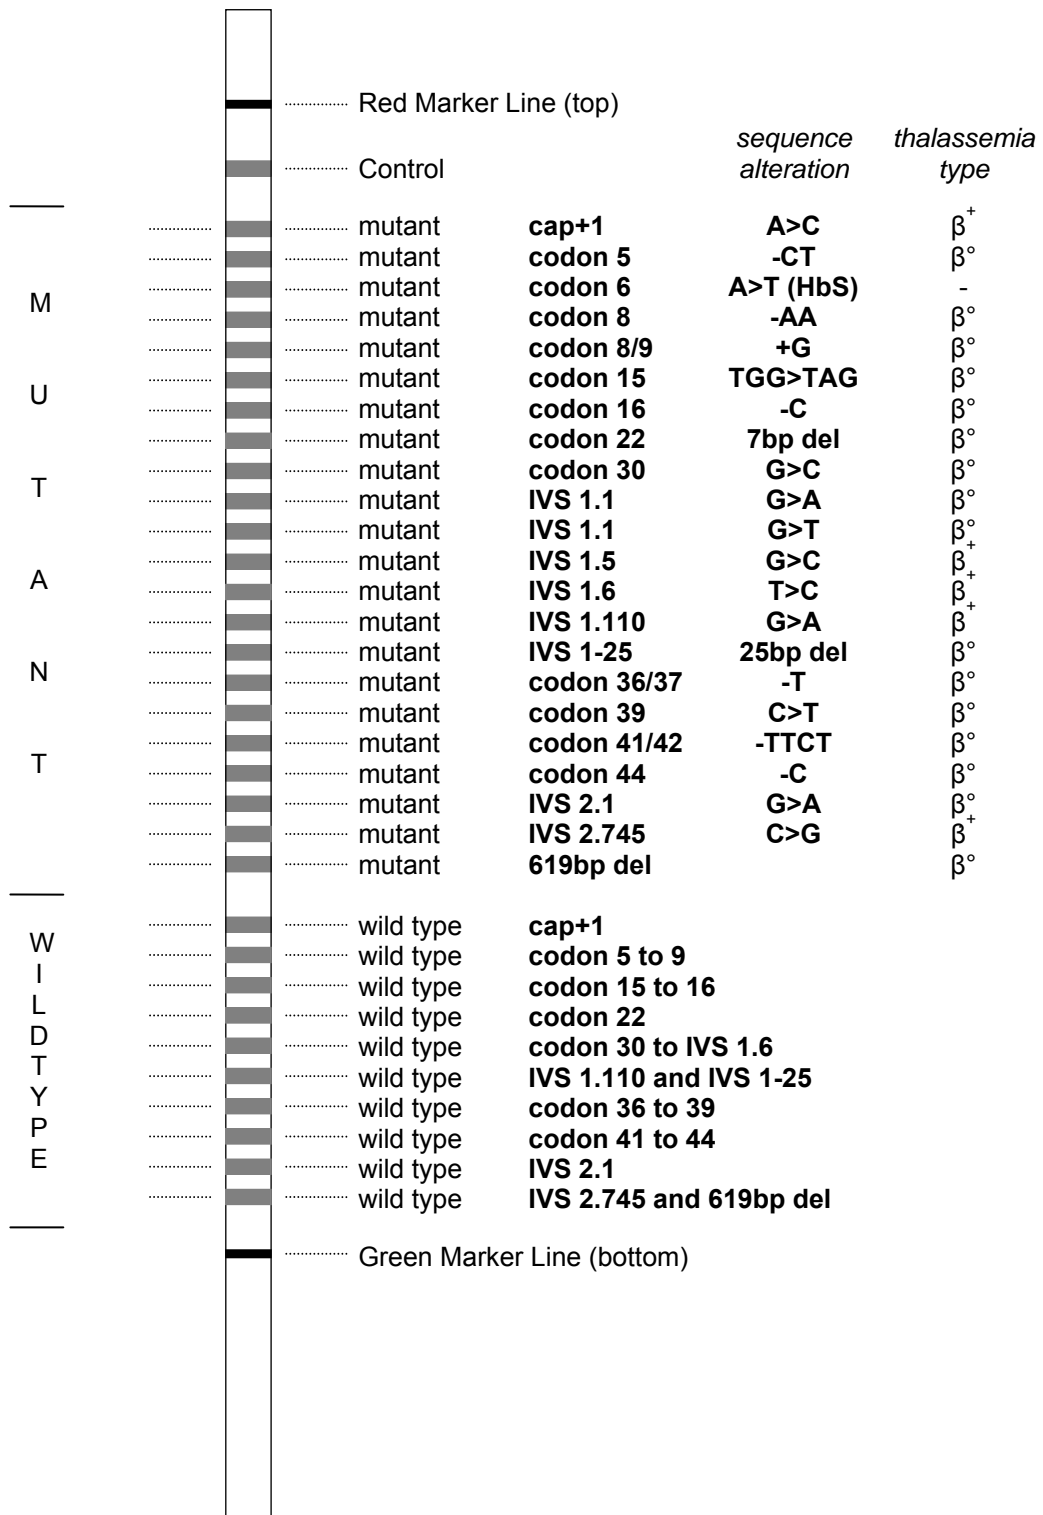 Red Marker Line (top)
sequence alteration
thalassemia type
Control
mutant cap+1 A>C β+
mutant codon 5 -CT β°
mutant codon 6 A>T (HbS) -
mutant codon 8 -AA β°
mutant codon 8/9 +G β°
mutant codon 15 TGG>TAG β°
mutant codon 16 -C β°
mutant codon 22 7bp del β°
mutant codon 30 G>C β°
mutant IVS 1.1 G>A β°
mutant IVS 1.1 G>T β°
mutant IVS 1.5 G>C β+
mutant IVS 1.6 T>C β+
mutant IVS 1.110 G>A β+
mutant IVS 1-25 25bp del β°
mutant codon 36/37 -T β°
mutant codon 39 C>T β°
mutant codon 41/42 -TTCT β°
mutant codon 44 -C β°
mutant IVS 2.1 G>A β°
mutant IVS 2.745 C>G β+
mutant 619bp del β°
MUTANT
wild type cap+1
wild type codon 5 to 9
wild type codon 15 to 16
wild type codon 22
wild type codon 30 to IVS 1.6
wild type IVS 1.110 and IVS 1-25
wild type codon 36 to 39
wild type codon 41 to 44
wild type IVS 2.1
wild type IVS 2.745 and 619bp del
WILDTYPE
Green Marker Line (bottom)